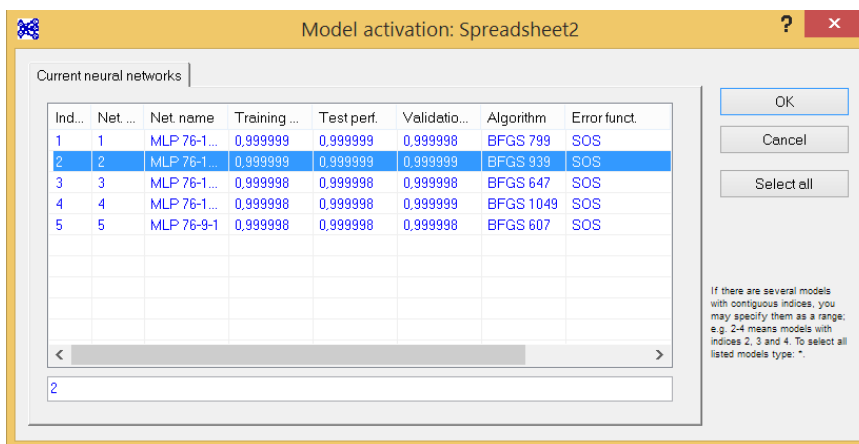 Model activation: Spreadsheet2
?
×
Current neural networks
Ind... Net. ... Net. name Training ... Test perf. Validatio... Algorithm Error funct.
1 1 MLP 76-1... 0,999999 0,999999 0,999998 BFGS 799 SOS
2 2 MLP 76-1... 0,999999 0,999999 0,999999 BFGS 939 SOS
3 3 MLP 76-1... 0,999998 0,999998 0,999998 BFGS 647 SOS
4 4 MLP 76-1... 0,999998 0,999998 0,999999 BFGS 1049 SOS
5 5 MLP 76-9-1 0,999998 0,999998 0,999998 BFGS 607 SOS
2
OK
Cancel
Select all
If there are several models
with contiguous indices, you
may specify them as a range;
e.g. 2-4 means models with
indices 2, 3 and 4. To select all
listed models type: *.